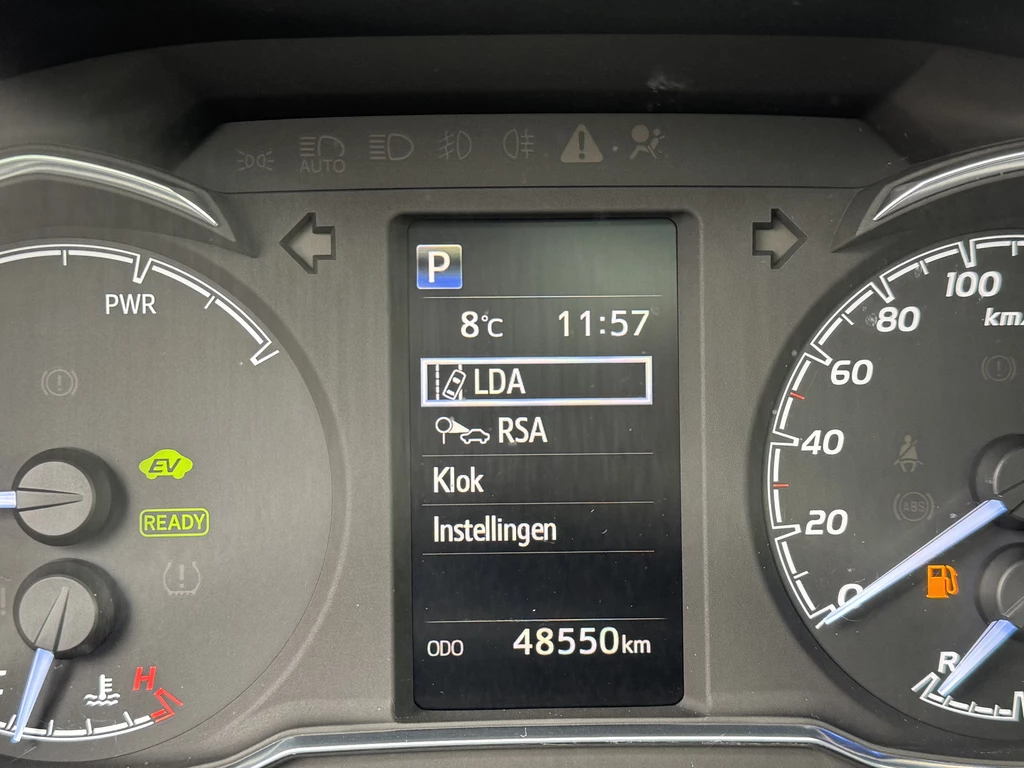 AUTO
P
8°C 11:57
LDA
RSA
Klok
Instellingen
ODO 48550km
PWR
EV
READY
H
100
80
km/
60
40
20
0
ABS
R